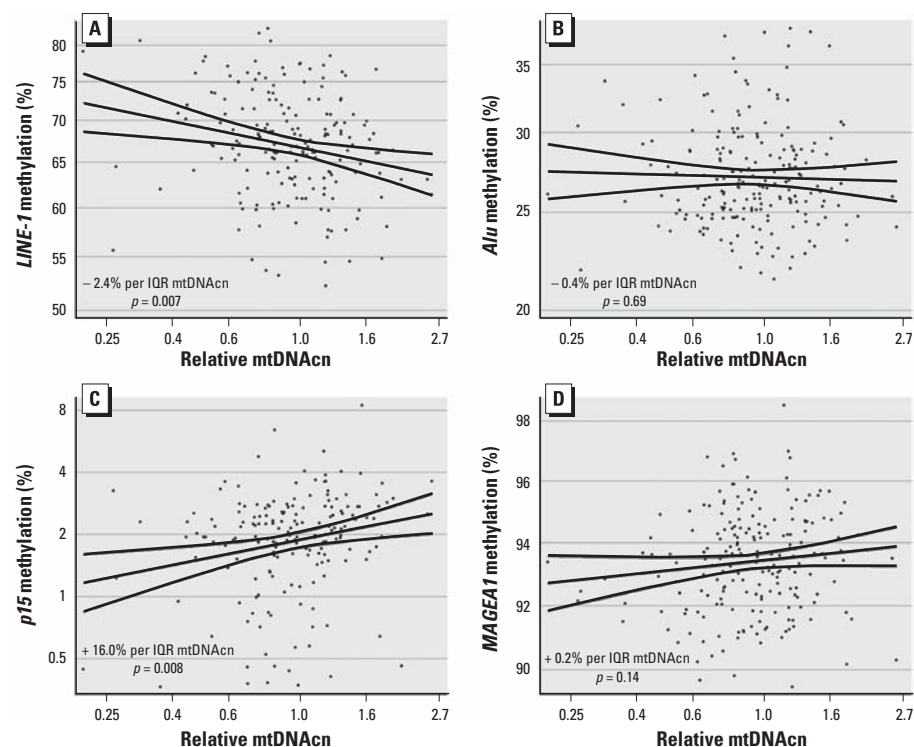 A
LINE-1 methylation (%)
80
75
70
65
60
55
50
– 2.4% per IQR mtDNAcn
p = 0.007
0.25 0.4 0.6 1.0 1.6 2.7
Relative mtDNAcn
B
Alu methylation (%)
35
30
25
20
– 0.4% per IQR mtDNAcn
p = 0.69
0.25 0.4 0.6 1.0 1.6 2.7
Relative mtDNAcn
C
p15 methylation (%)
8
4
2
1
0.5
+ 16.0% per IQR mtDNAcn
p = 0.008
0.25 0.4 0.6 1.0 1.6 2.7
Relative mtDNAcn
D
MAGEA1 methylation (%)
98
96
94
92
90
+ 0.2% per IQR mtDNAcn
p = 0.14
0.25 0.4 0.6 1.0 1.6 2.7
Relative mtDNAcn